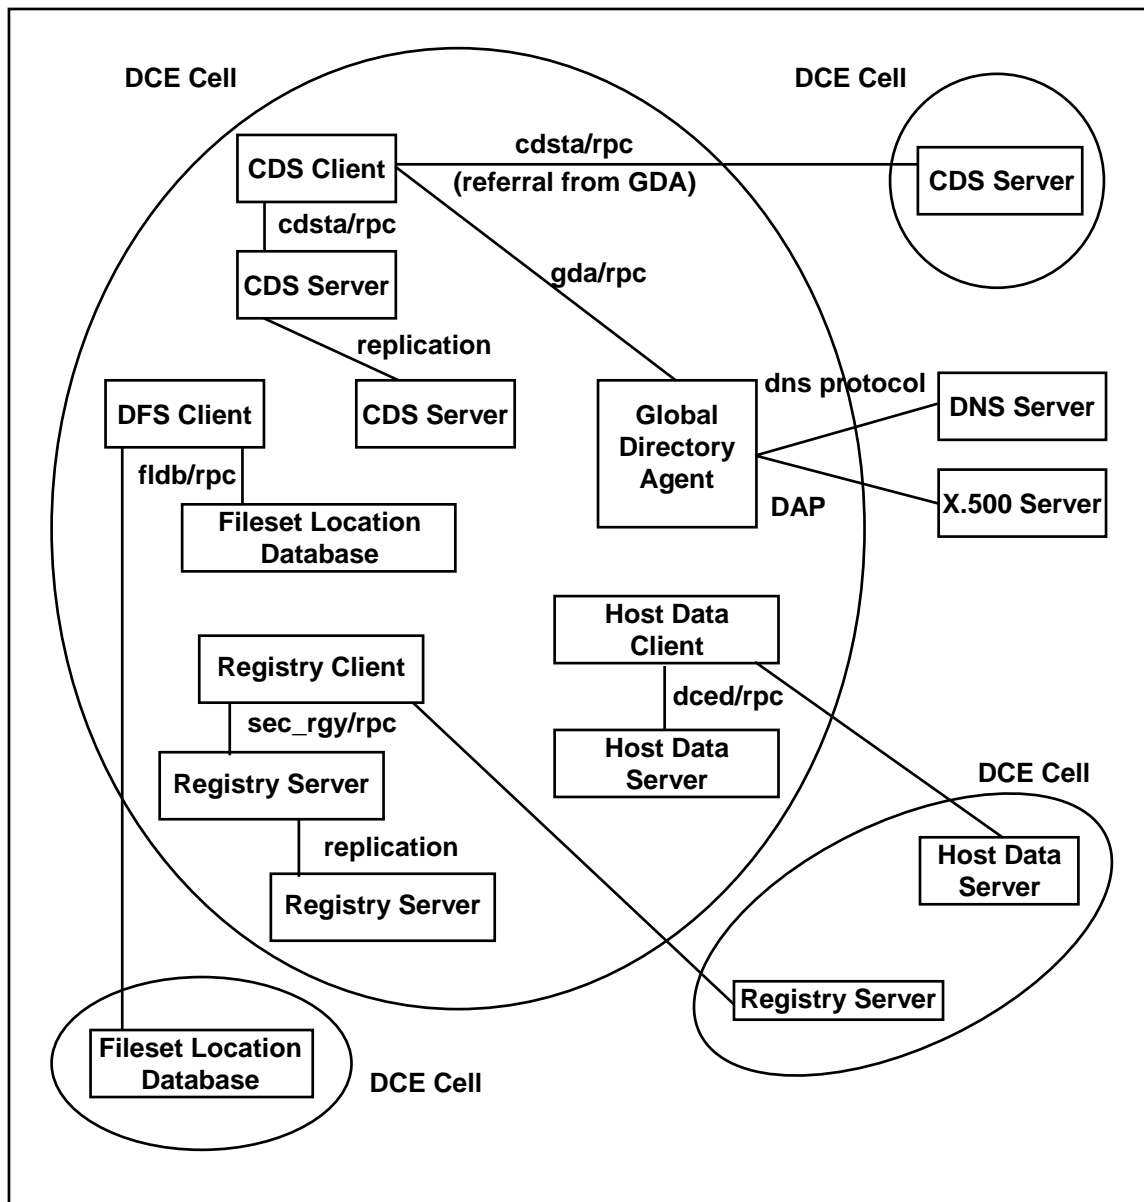 DCE Cell
DCE Cell
cdsta/rpc
CDS Client
(referral from GDA)
CDS Server
cdsta/rpc
CDS Server
gda/rpc
replication
dns protocol
DFS Client
CDS Server
Global
Directory
Agent
DNS Server
fldb/rpc
DAP
X.500 Server
Fileset Location
Database
Host Data
Client
Registry Client
dced/rpc
sec_rgy/rpc
Host Data
Server
Registry Server
DCE Cell
replication
Host Data
Server
Registry Server
Registry Server
Fileset Location
Database
DCE Cell